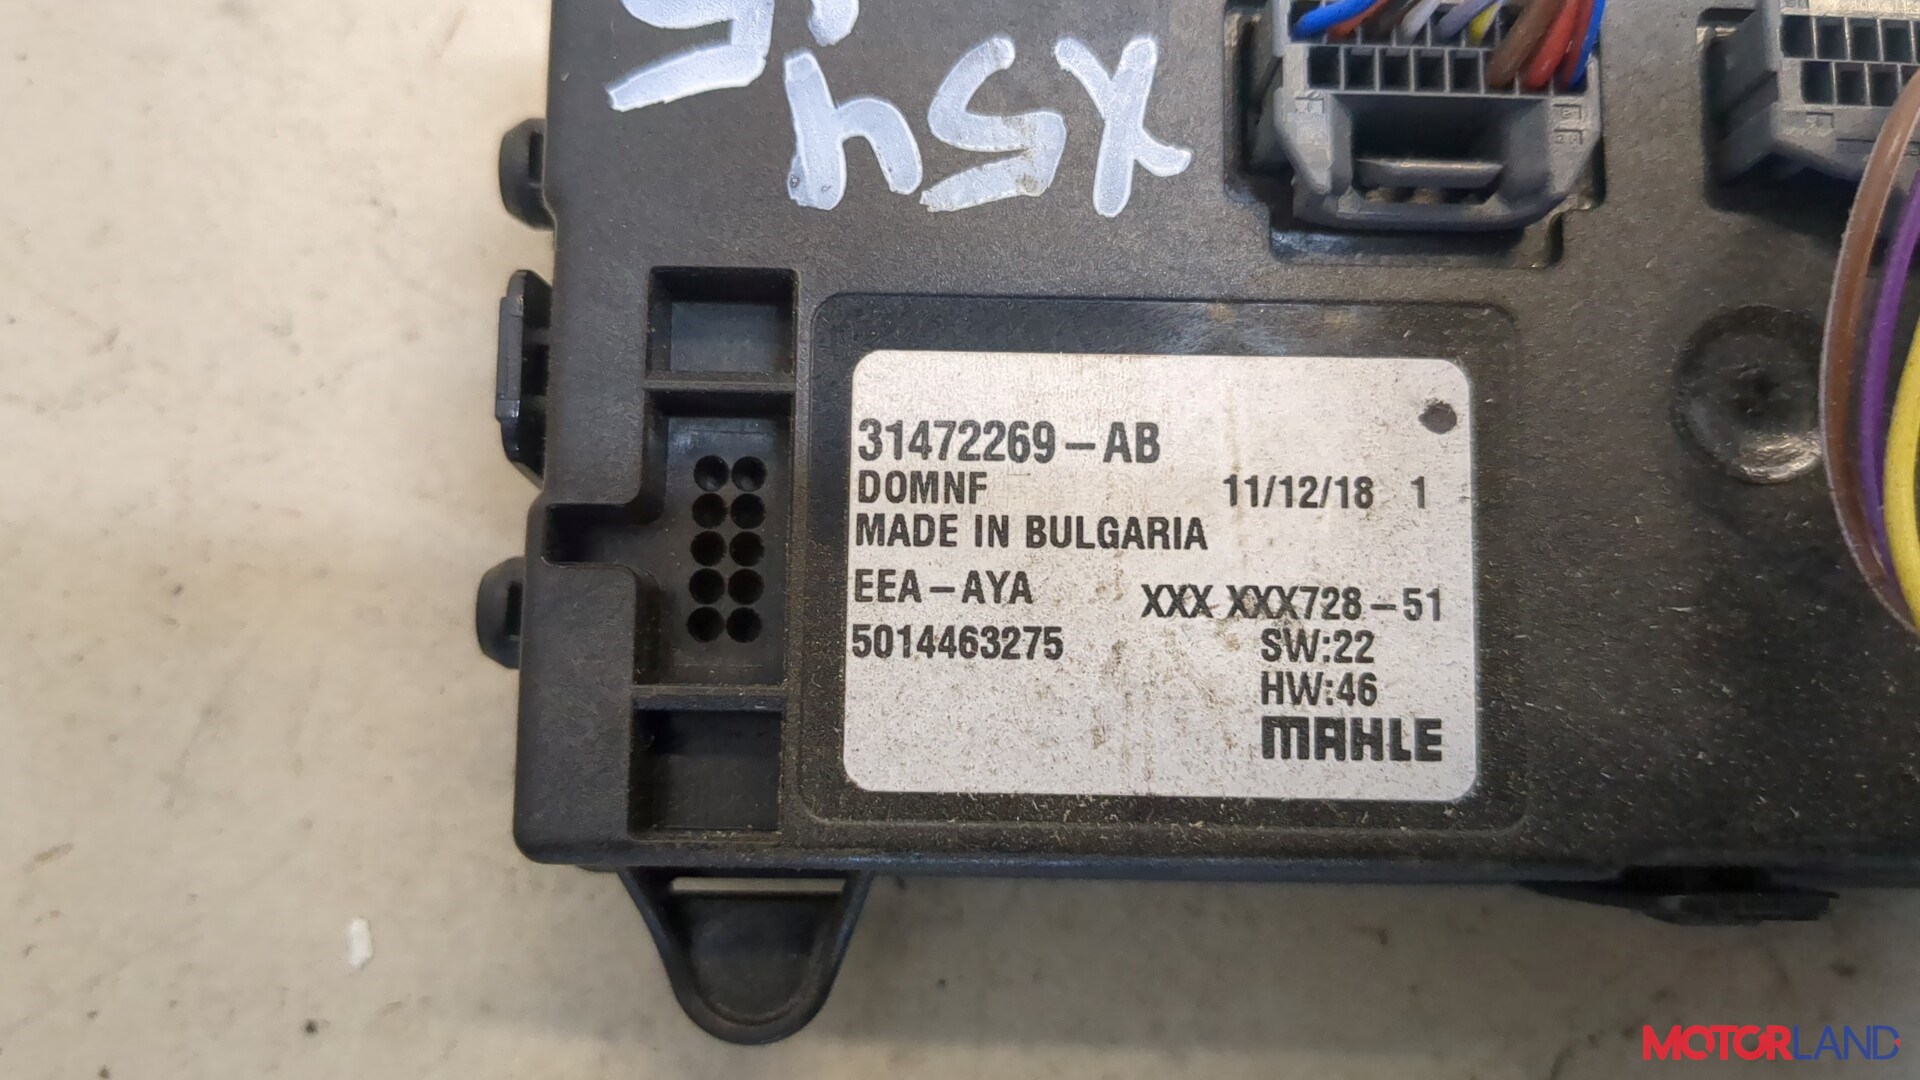 31472269-AB
DOMNF 11/12/18 1
MADE IN BULGARIA
EEA-AYA XXX XXX728-51
5014463275 SW:22
HW:46
MAHLE
MOTORLAND